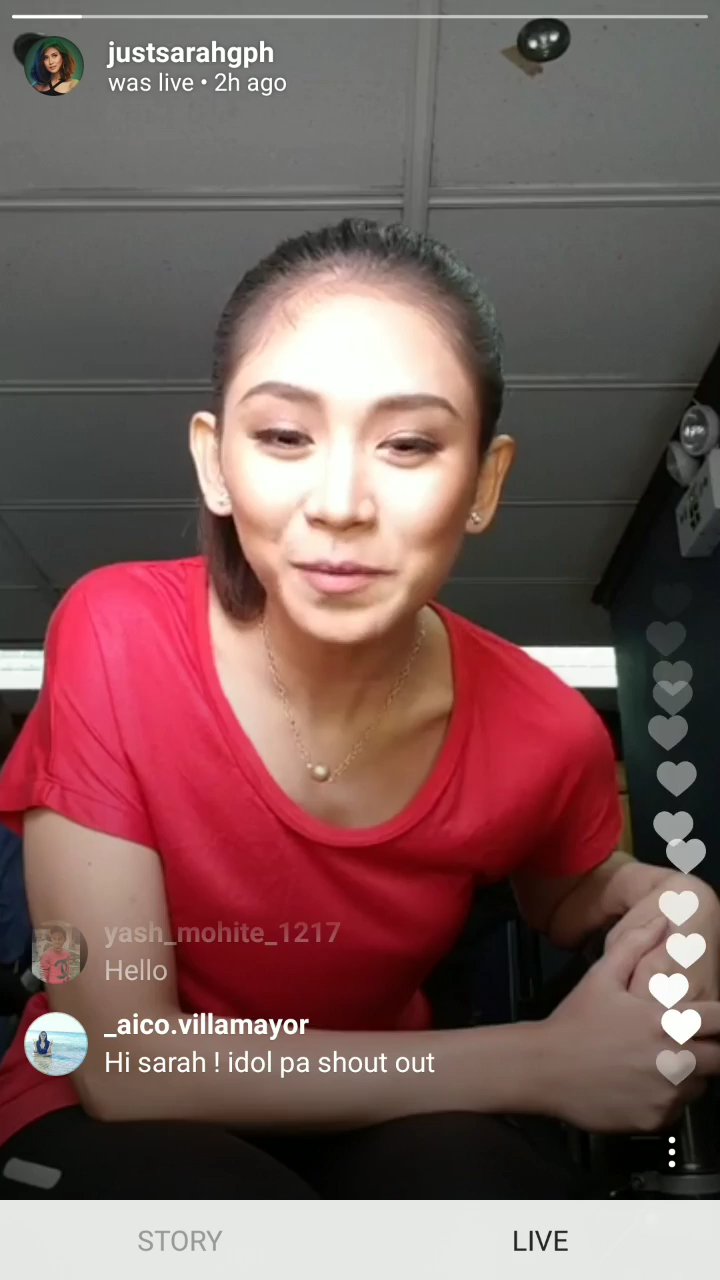 justsarahgph
was live • 2h ago
yash_mohite_1217
Hello
_aico.villamayor
Hi sarah ! idol pa shout out
STORY
LIVE